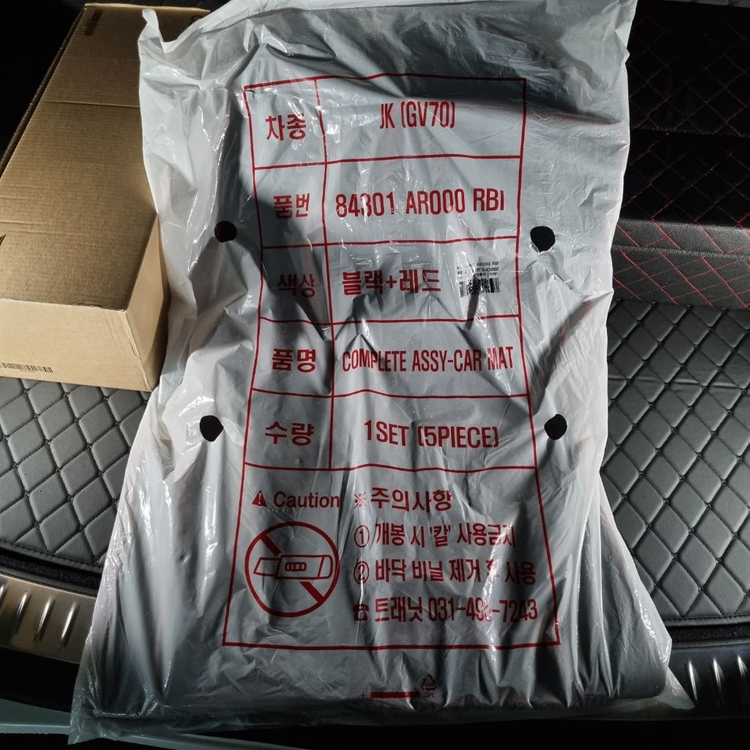 차종 JK (GV70)
품번 84301 AR000 RBI
색상 블랙+레드
품명 COMPLETE ASSY-CAR MAT
수량 1SET (5PIECE)
Caution ※주의사항
① 개봉 시 '칼' 사용금지
② 바닥 비닐 제거 후 사용
☎ 트래닛